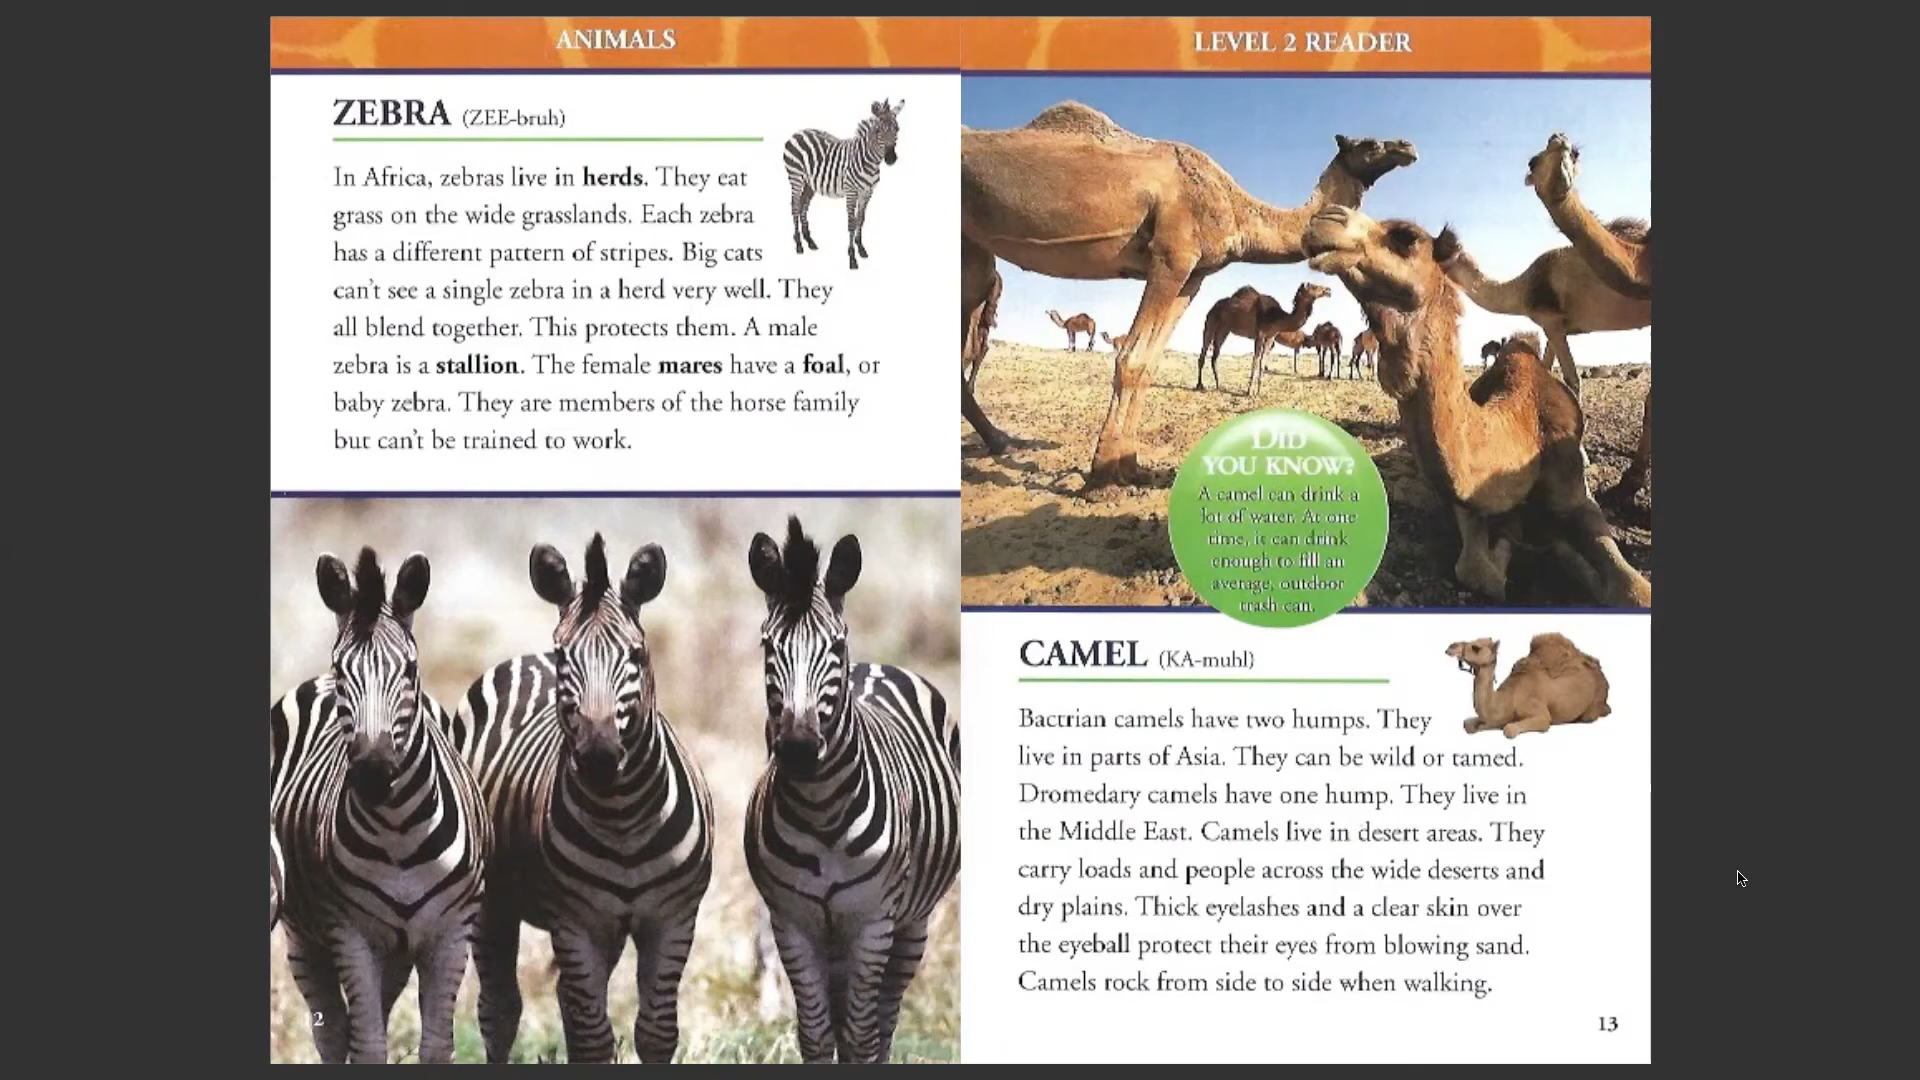 ANIMALS
ZEBRA (ZEE-bruh)
In Africa, zebras live in herds. They eat
grass on the wide grasslands. Each zebra
has a different pattern of stripes. Big cats
can't see a single zebra in a herd very well. They
all blend together. This protects them. A male
zebra is a stallion. The female mares have a foal, or
baby zebra. They are members of the horse family
but can't be trained to work.
12
LEVEL 2 READER
DID
YOU KNOW?
A camel can drink a
lot of water. At one
time, it can drink
enough to fill an
average, outdoor
trash can.
CAMEL (KA-muhl)
Bactrian camels have two humps. They
live in parts of Asia. They can be wild or tamed.
Dromedary camels have one hump. They live in
the Middle East. Camels live in desert areas. They
carry loads and people across the wide deserts and
dry plains. Thick eyelashes and a clear skin over
the eyeball protect their eyes from blowing sand.
Camels rock from side to side when walking.
13